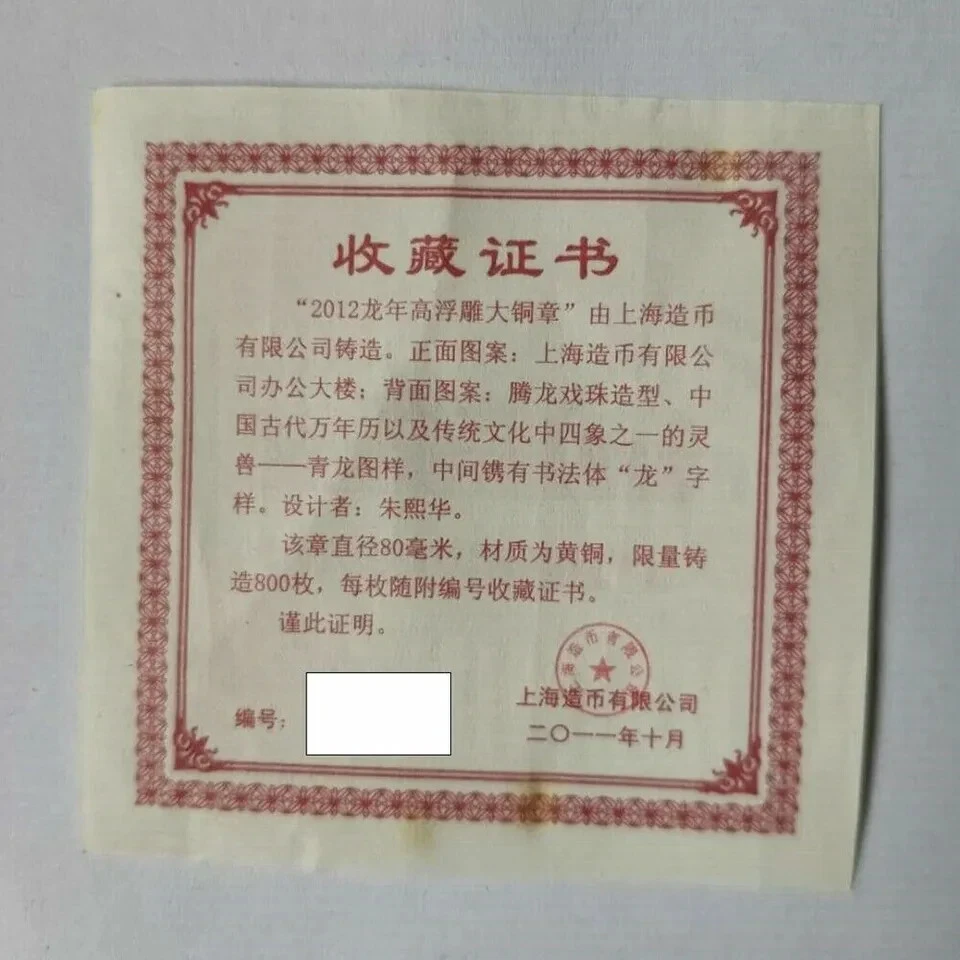 收藏证书
“2012龙年高浮雕大铜章”由上海造币
有限公司铸造。正面图案：上海造币有限公
司办公大楼；背面图案：腾龙戏珠造型、中
国古代万年历以及传统文化中四象之一的灵
兽——青龙图样，中间镌有书法体“龙”字
样。设计者：朱熙华。
该章直径80毫米，材质为黄铜，限量铸
造800枚，每枚随附编号收藏证书。
谨此证明。
海造币有限公
编号：
上海造币有限公司
二〇一一年十月